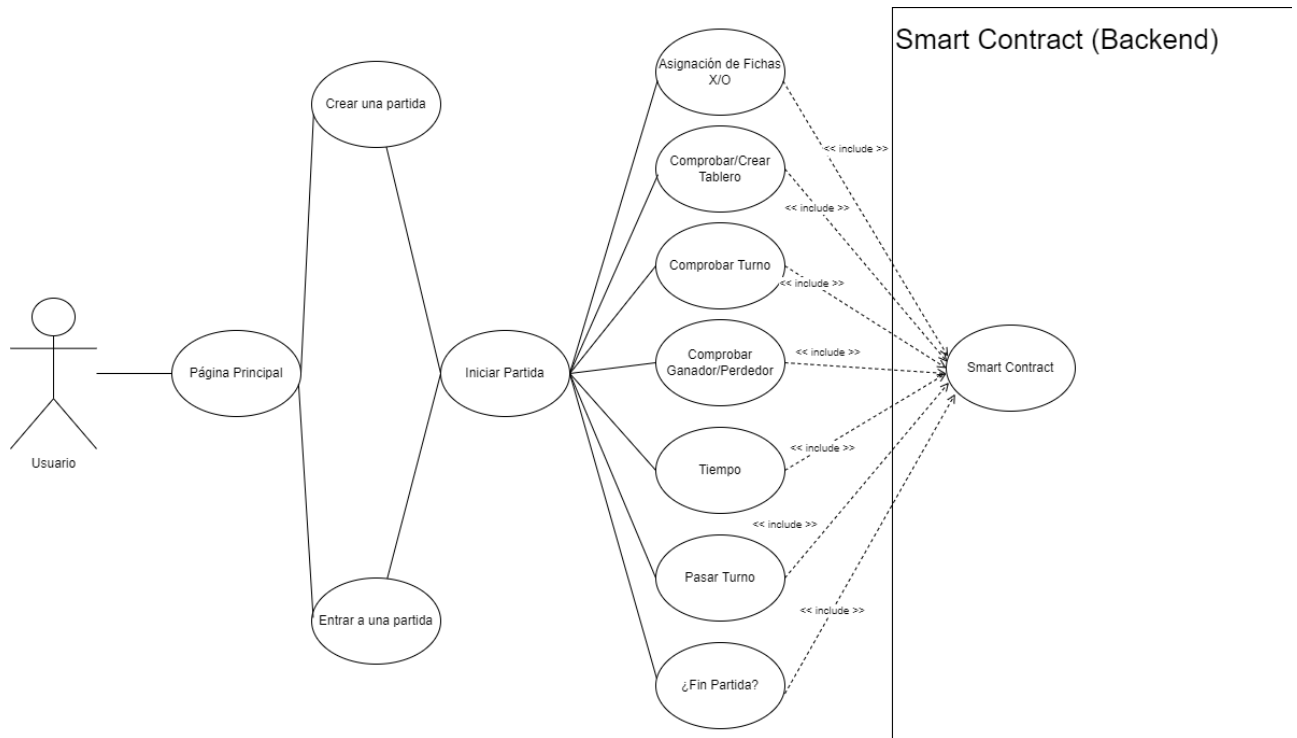 Smart Contract (Backend)
Asignación de Fichas
X/O
Crear una partida
<< include >>
Comprobar/Crear
Tablero
<< include >>
Comprobar Turno
<< include >>
Comprobar
Ganador/Perdedor
<< include >>
Smart Contract
Página Principal
Iniciar Partida
Usuario
Tiempo
<< include >>
<< include >>
Pasar Turno
Entrar a una partida
<< include >>
¿Fin Partida?